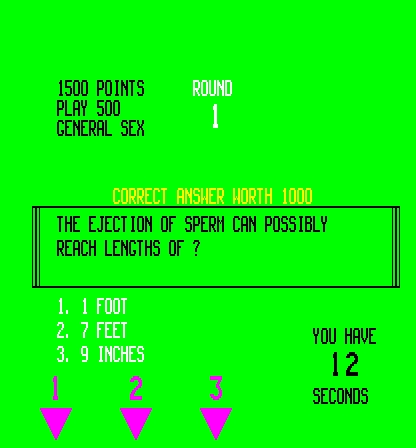 1500 POINTS
PLAY 500
GENERAL SEX
ROUND
1
CORRECT ANSWER WORTH 1000
THE EJECTION OF SPERM CAN POSSIBLY
REACH LENGTHS OF ?
1. 1 FOOT
2. 7 FEET
3. 9 INCHES
YOU HAVE
12
SECONDS
1 2 3